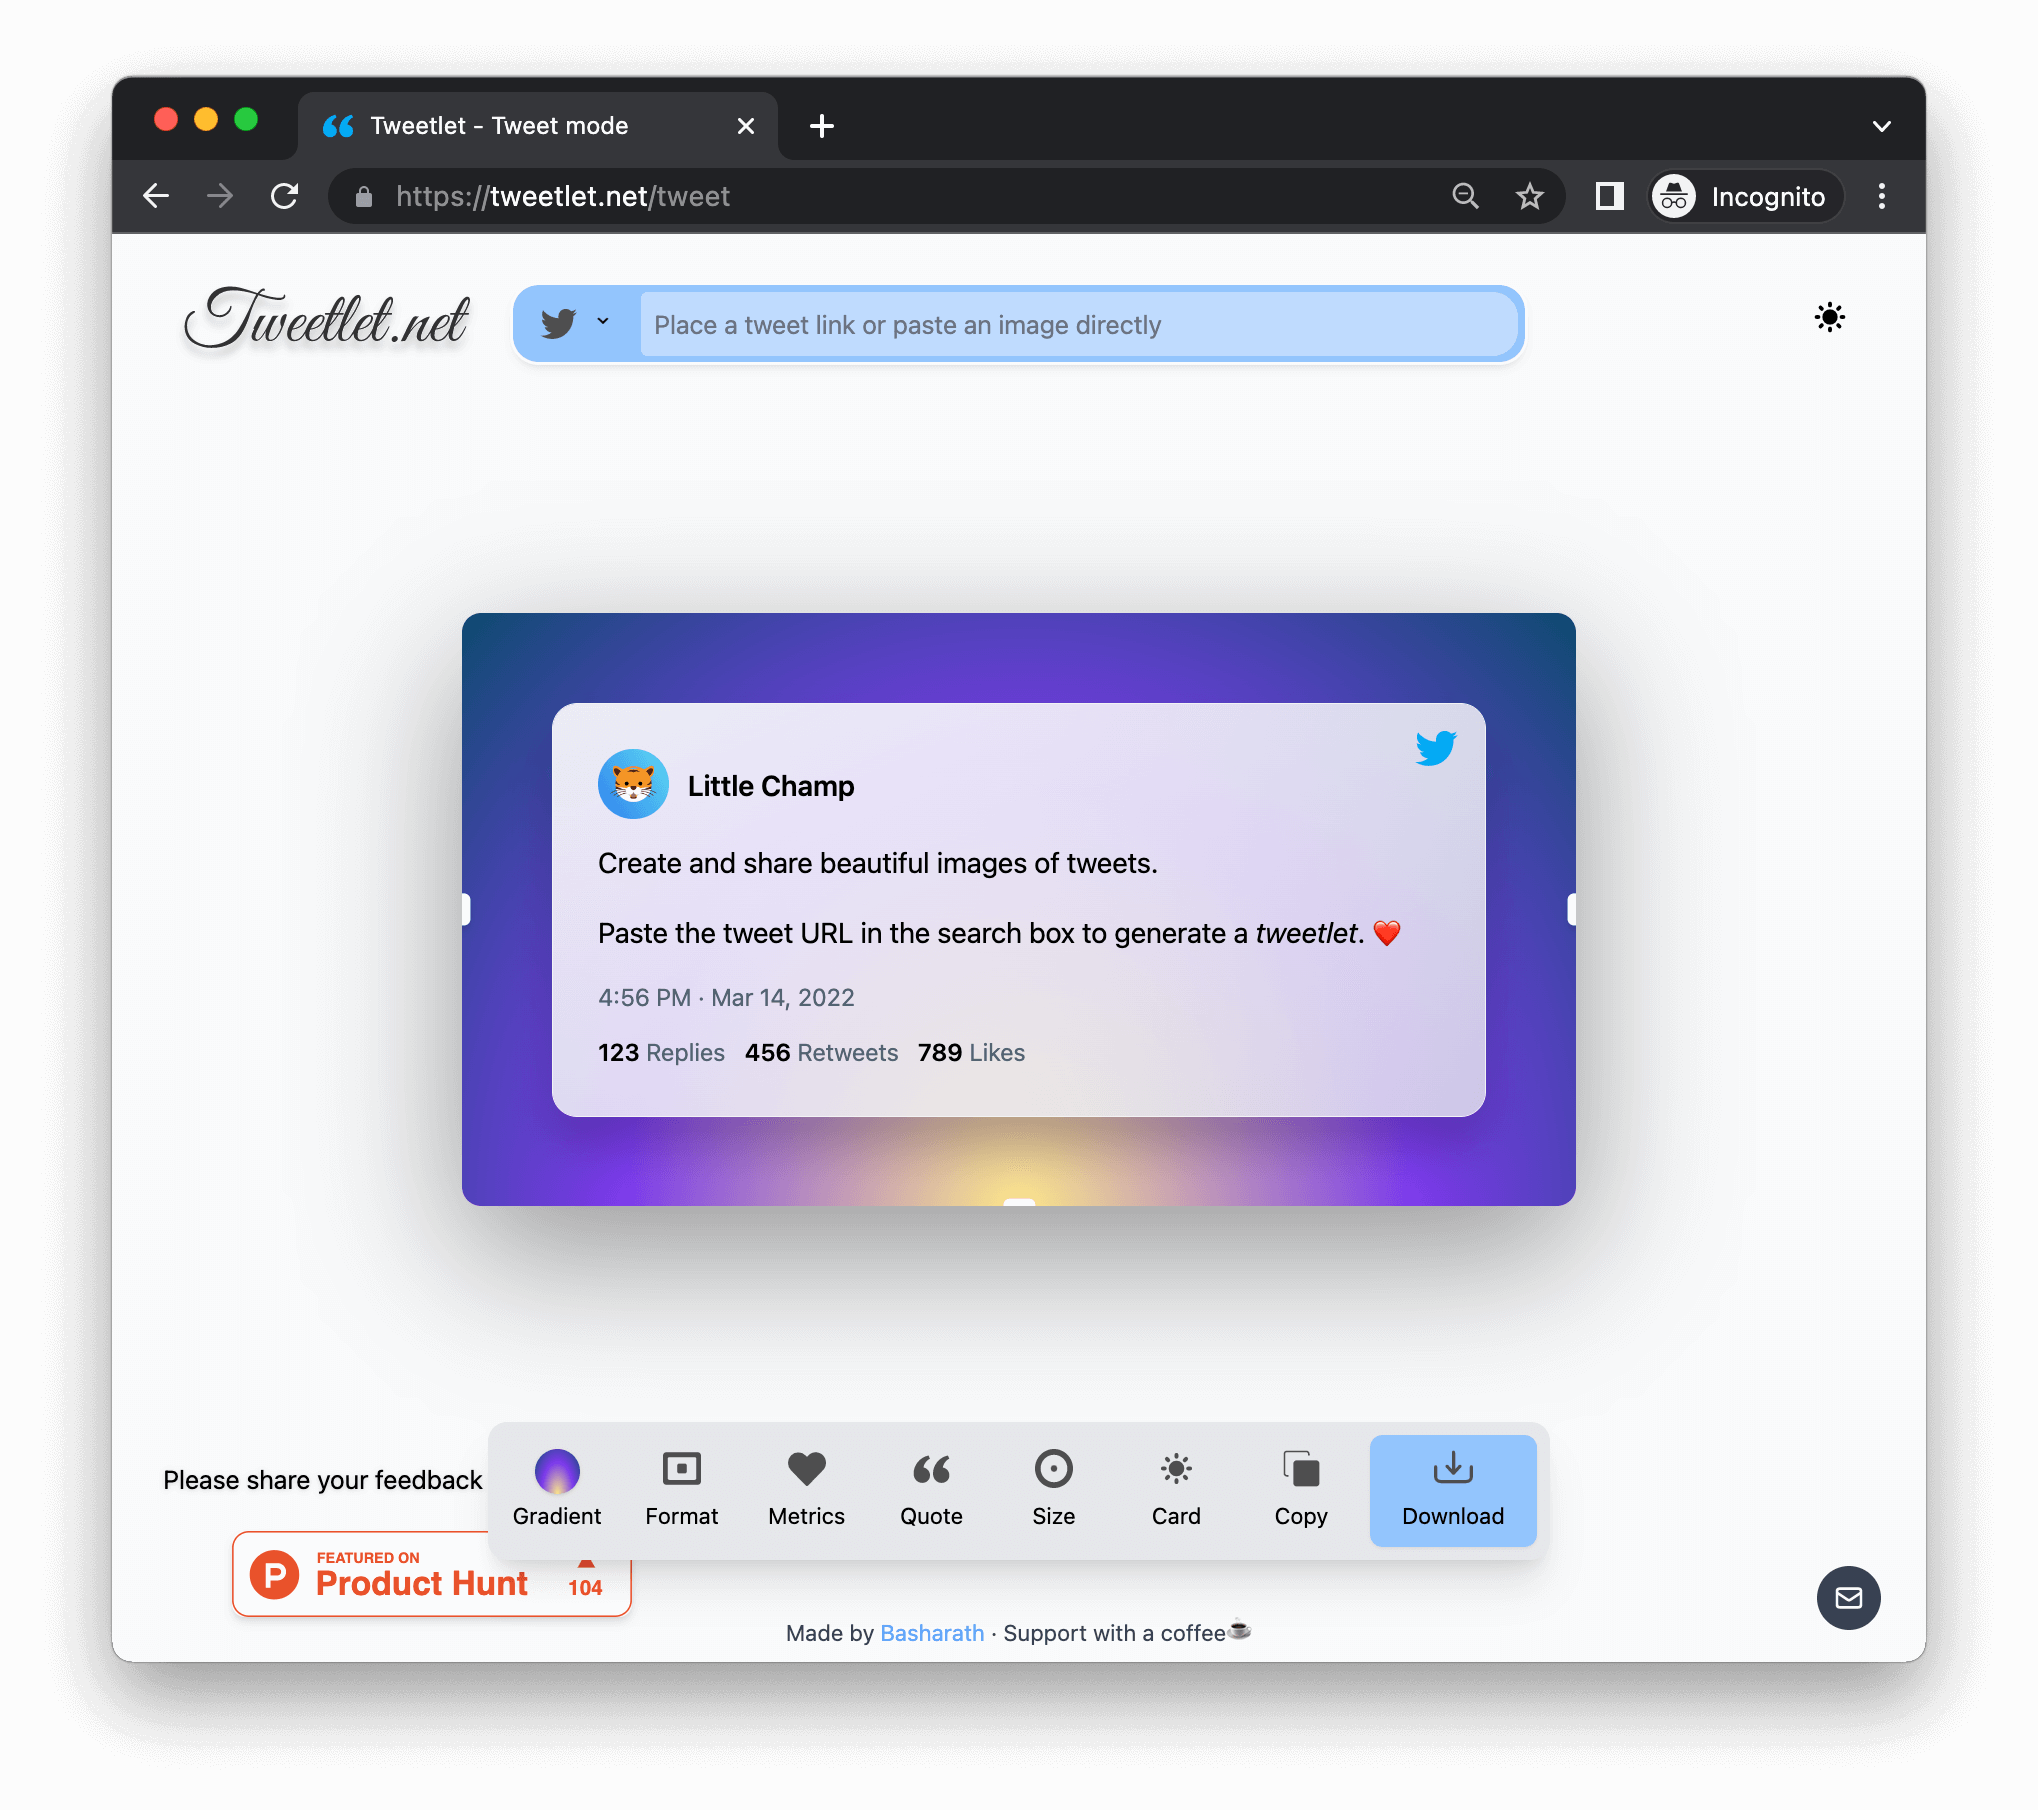 Tweetlet - Tweet mode
https://tweetlet.net/tweet
Incognito
Tweetlet.net
Place a tweet link or paste an image directly
Little Champ
Create and share beautiful images of tweets.
Paste the tweet URL in the search box to generate a tweetlet. ❤️
4:56 PM · Mar 14, 2022
123 Replies 456 Retweets 789 Likes
Please share your feedback
Gradient Format Metrics Quote Size Card Copy Download
P
FEATURED ON
Product Hunt
104
Made by Basharath · Support with a coffee☕